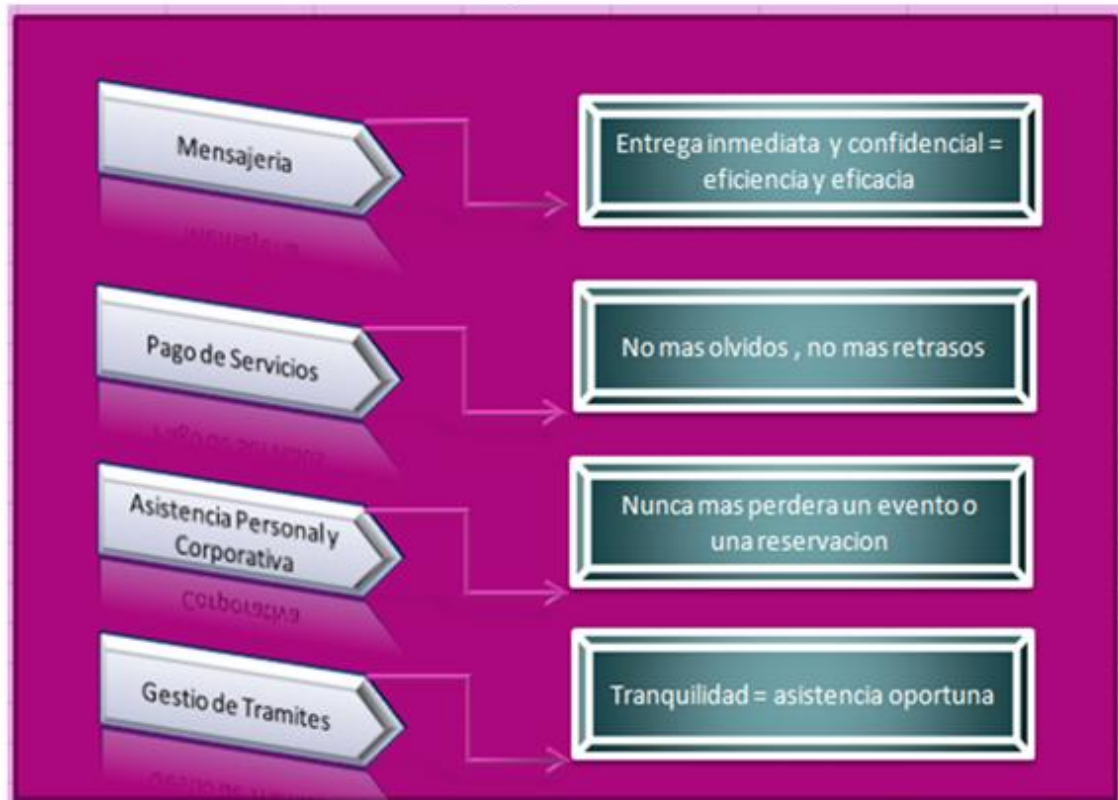 Mensajeria
Entrega inmediata y confidencial =
eficiencia y eficacia
Pago de Servicios
No mas olvidos , no mas retrasos
Asistencia Personal y
Corporativa
Nunca mas perdera un evento o
una reservacion
Gestio de Tramites
Tranquilidad = asistencia oportuna